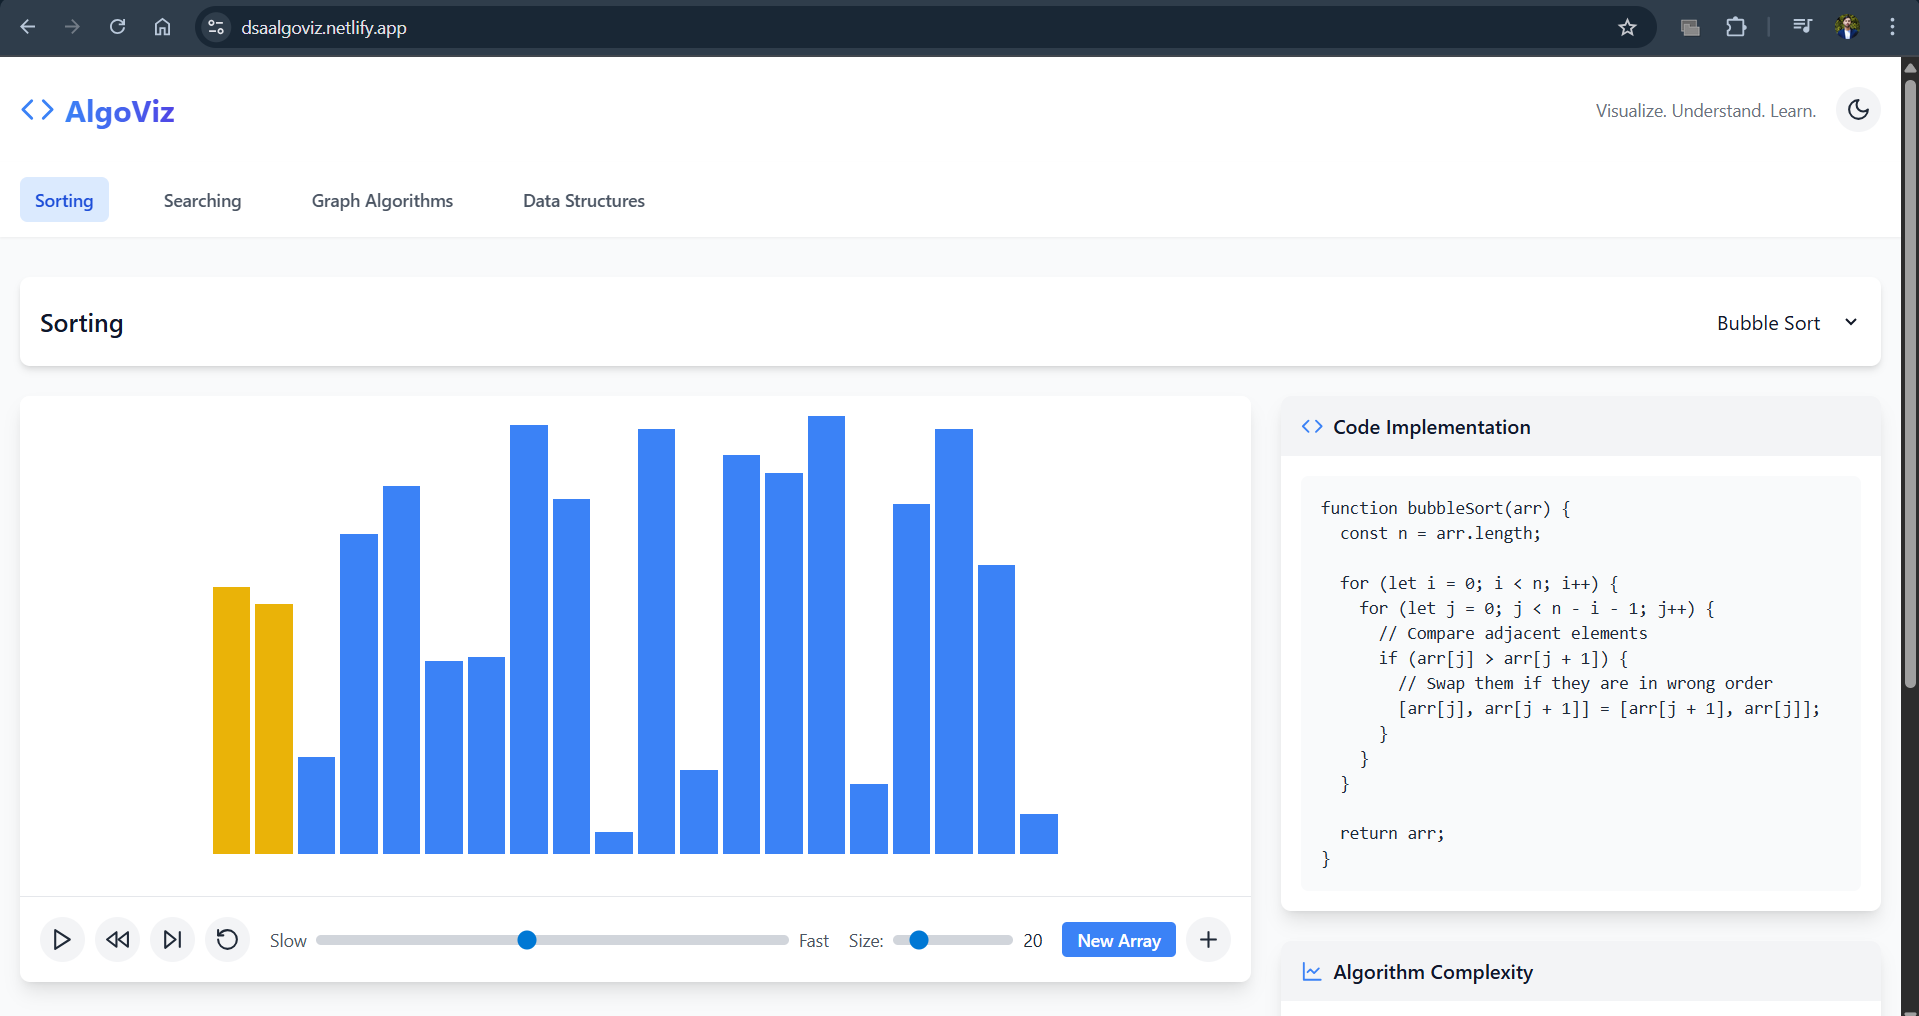 dsaalgoviz.netlify.app
AlgoViz
Visualize. Understand. Learn.
Sorting
Searching
Graph Algorithms
Data Structures
Sorting
Bubble Sort
Code Implementation
function bubbleSort(arr) {
  const n = arr.length;
  for (let i = 0; i < n; i++) {
    for (let j = 0; j < n - i - 1; j++) {
      // Compare adjacent elements
      if (arr[j] > arr[j + 1]) {
        // Swap them if they are in wrong order
        [arr[j], arr[j + 1]] = [arr[j + 1], arr[j]];
      }
    }
  }
  return arr;
}
Slow
Fast
Size:
20
New Array
Algorithm Complexity